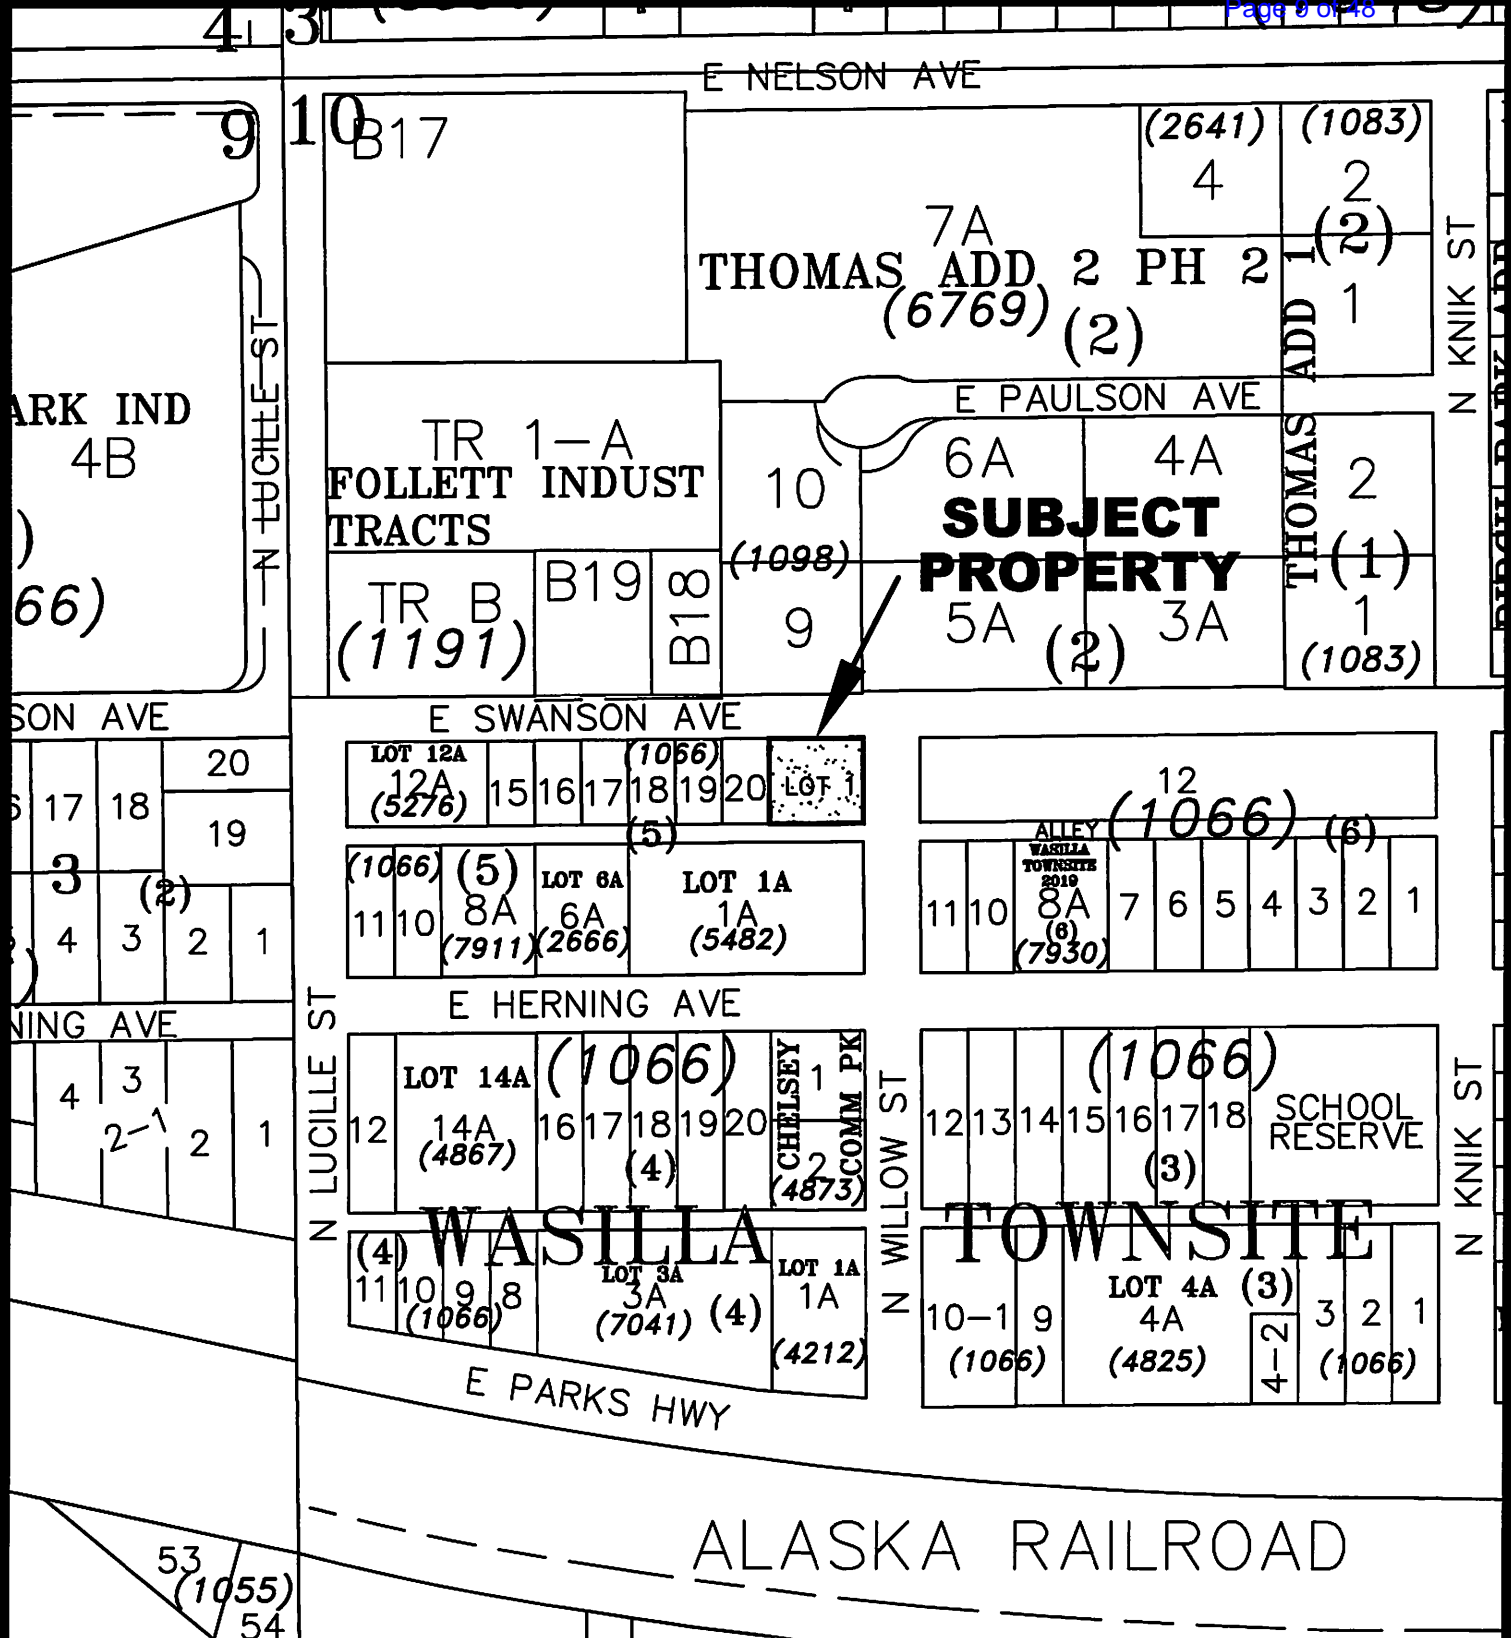 Page 9 of 48
4
3
E NELSON AVE
9
10
B17
(2641)
(1083)
4
2
7A
(2)
THOMAS ADD 2 PH 2
(6769)
(2)
1
THOMAS ADD 1
N KNIK ST
N LUCILLE ST
ARK IND
4B
66)
E PAULSON AVE
TR 1-A
FOLLETT INDUST
TRACTS
10
6A
4A
2
SUBJECT
PROPERTY
(1098)
(1)
TR B
(1191)
B19
B18
9
5A
(2)
3A
1
(1083)
SON AVE
E SWANSON AVE
20
17
18
19
3
(2)
4
3
2
1
LOT 12A
12A
(5276)
15
16
17
(1066)
18
19
20
LOT 1
(5)
12
(1066)
(6)
ALLEY
(1066)
11
10
(5)
8A
(7911)
LOT 6A
6A
(2666)
LOT 1A
1A
(5482)
11
10
WASILLA
TOWNSITE
2019
8A
(6)
(7930)
7
6
5
4
3
2
1
NING AVE
E HERNING AVE
4
3
2-1
2
1
N LUCILLE ST
12
LOT 14A
14A
(4867)
(1066)
16
17
18
19
20
(4)
CHELSEY
COMM PK
1
2
(4873)
N WILLOW ST
(1066)
12
13
14
15
16
17
18
(3)
SCHOOL
RESERVE
N KNIK ST
WASILLA TOWNSITE
(4)
11
10
9
8
(1066)
LOT 3A
3A
(7041)
(4)
LOT 1A
1A
(4212)
10-1
9
(1066)
LOT 4A
(3)
4A
(4825)
4-2
3
2
1
(1066)
E PARKS HWY
ALASKA RAILROAD
53
(1055)
54